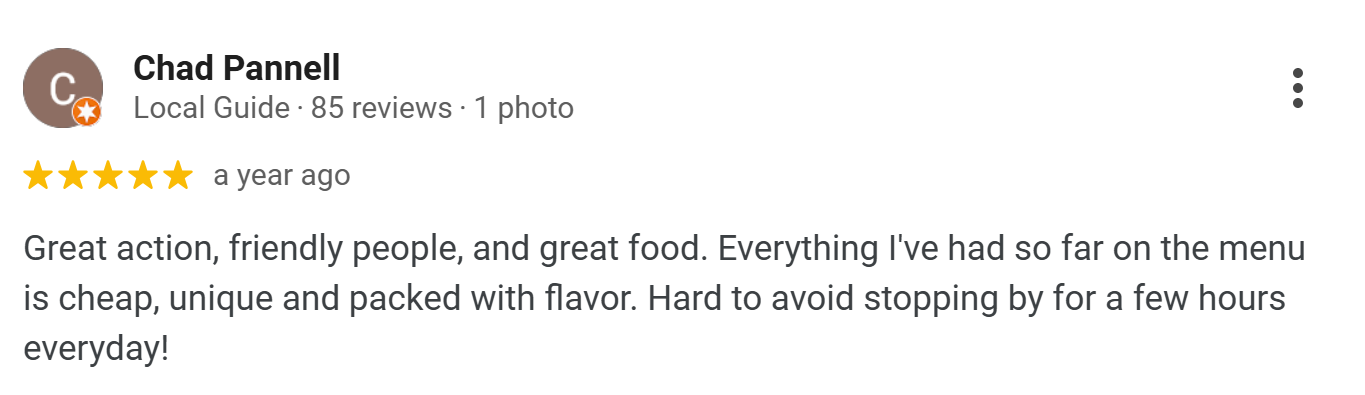 C
Chad Pannell
Local Guide · 85 reviews · 1 photo
a year ago
Great action, friendly people, and great food. Everything I've had so far on the menu
is cheap, unique and packed with flavor. Hard to avoid stopping by for a few hours
everyday!